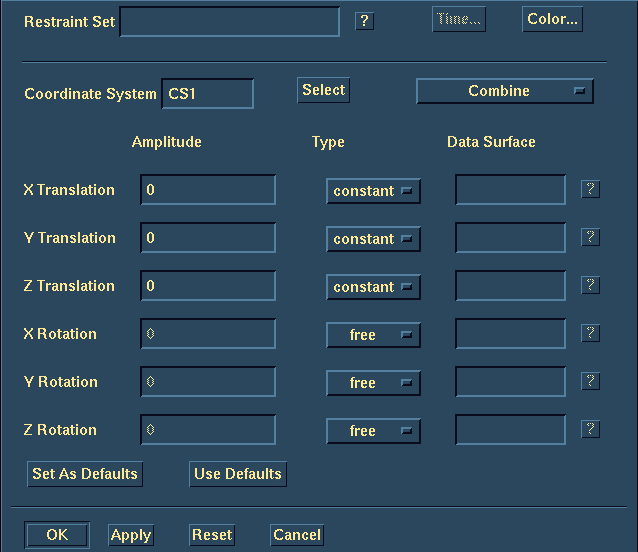 Restraint Set ? Time... Color...
Coordinate System CS1 Select Combine
Amplitude Type Data Surface
X Translation 0 constant ?
Y Translation 0 constant ?
Z Translation 0 constant ?
X Rotation 0 free ?
Y Rotation 0 free ?
Z Rotation 0 free ?
Set As Defaults Use Defaults
OK Apply Reset Cancel